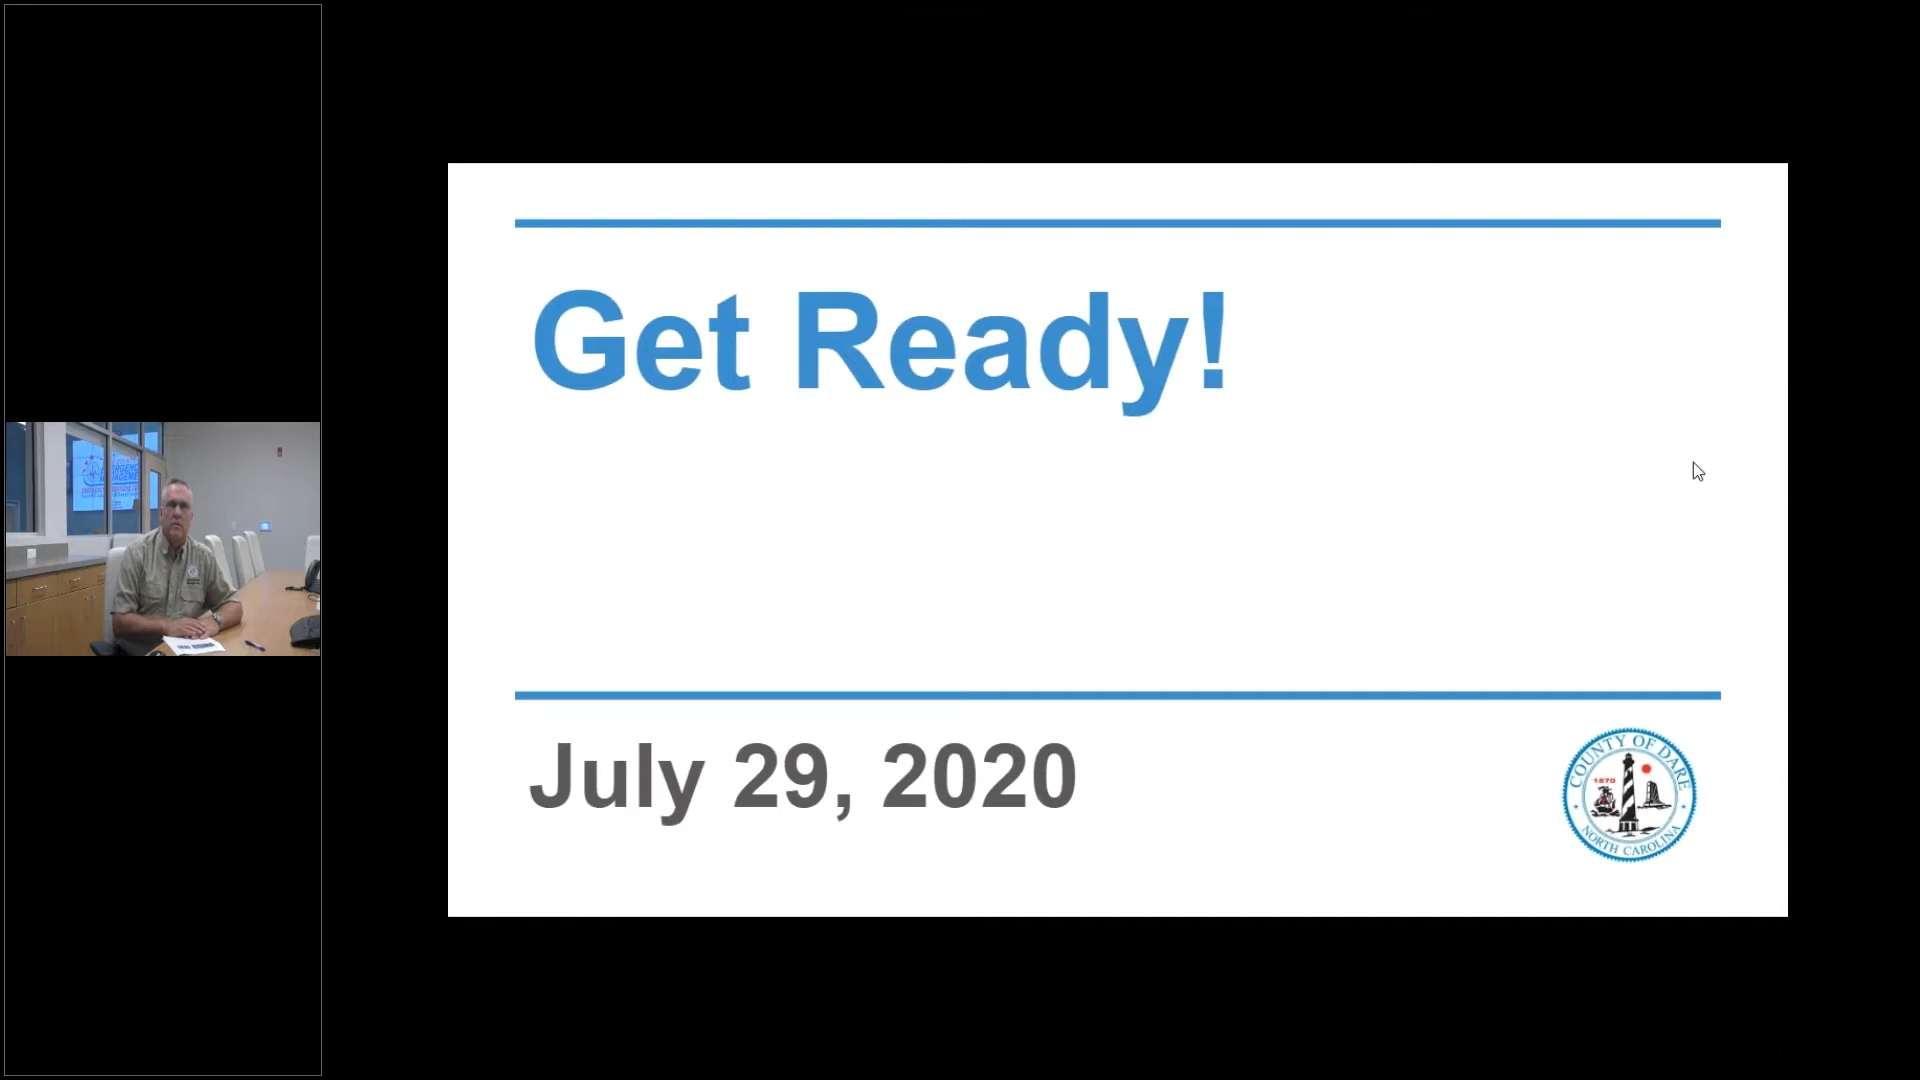 Get Ready!
July 29, 2020
COUNTY OF DARE
1870
NORTH CAROLINA